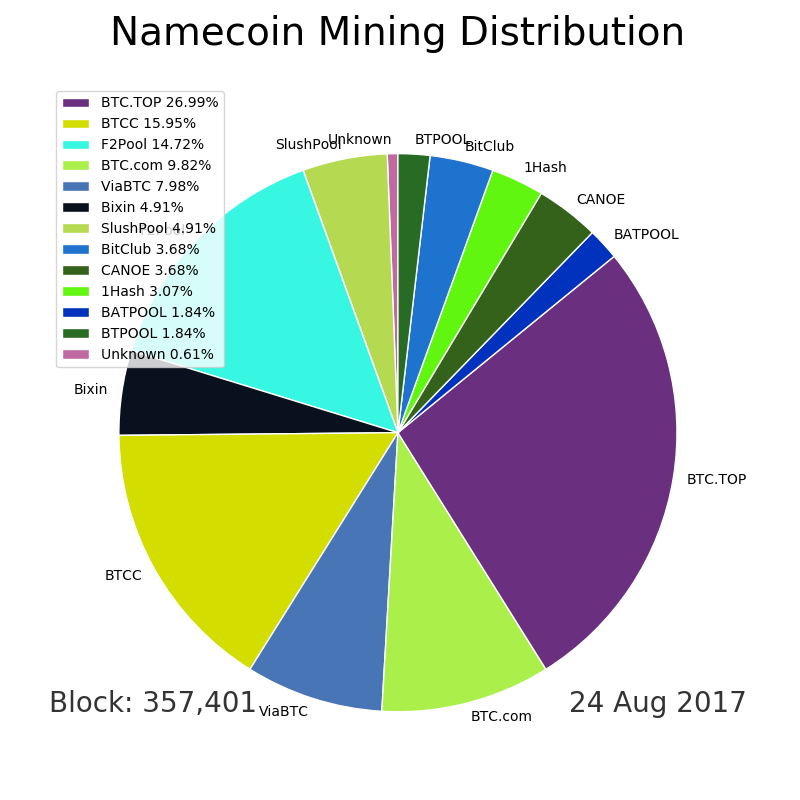 Namecoin Mining Distribution
BTC.TOP 26.99%
BTCC 15.95%
F2Pool 14.72%
BTC.com 9.82%
ViaBTC 7.98%
Bixin 4.91%
SlushPool 4.91%
BitClub 3.68%
CANOE 3.68%
1Hash 3.07%
BATPOOL 1.84%
BTPOOL 1.84%
Unknown 0.61%
SlushPool
Unknown
BTPOOL
BitClub
1Hash
CANOE
BATPOOL
Bixin
BTC.TOP
BTCC
ViaBTC
BTC.com
Block: 357,401
24 Aug 2017